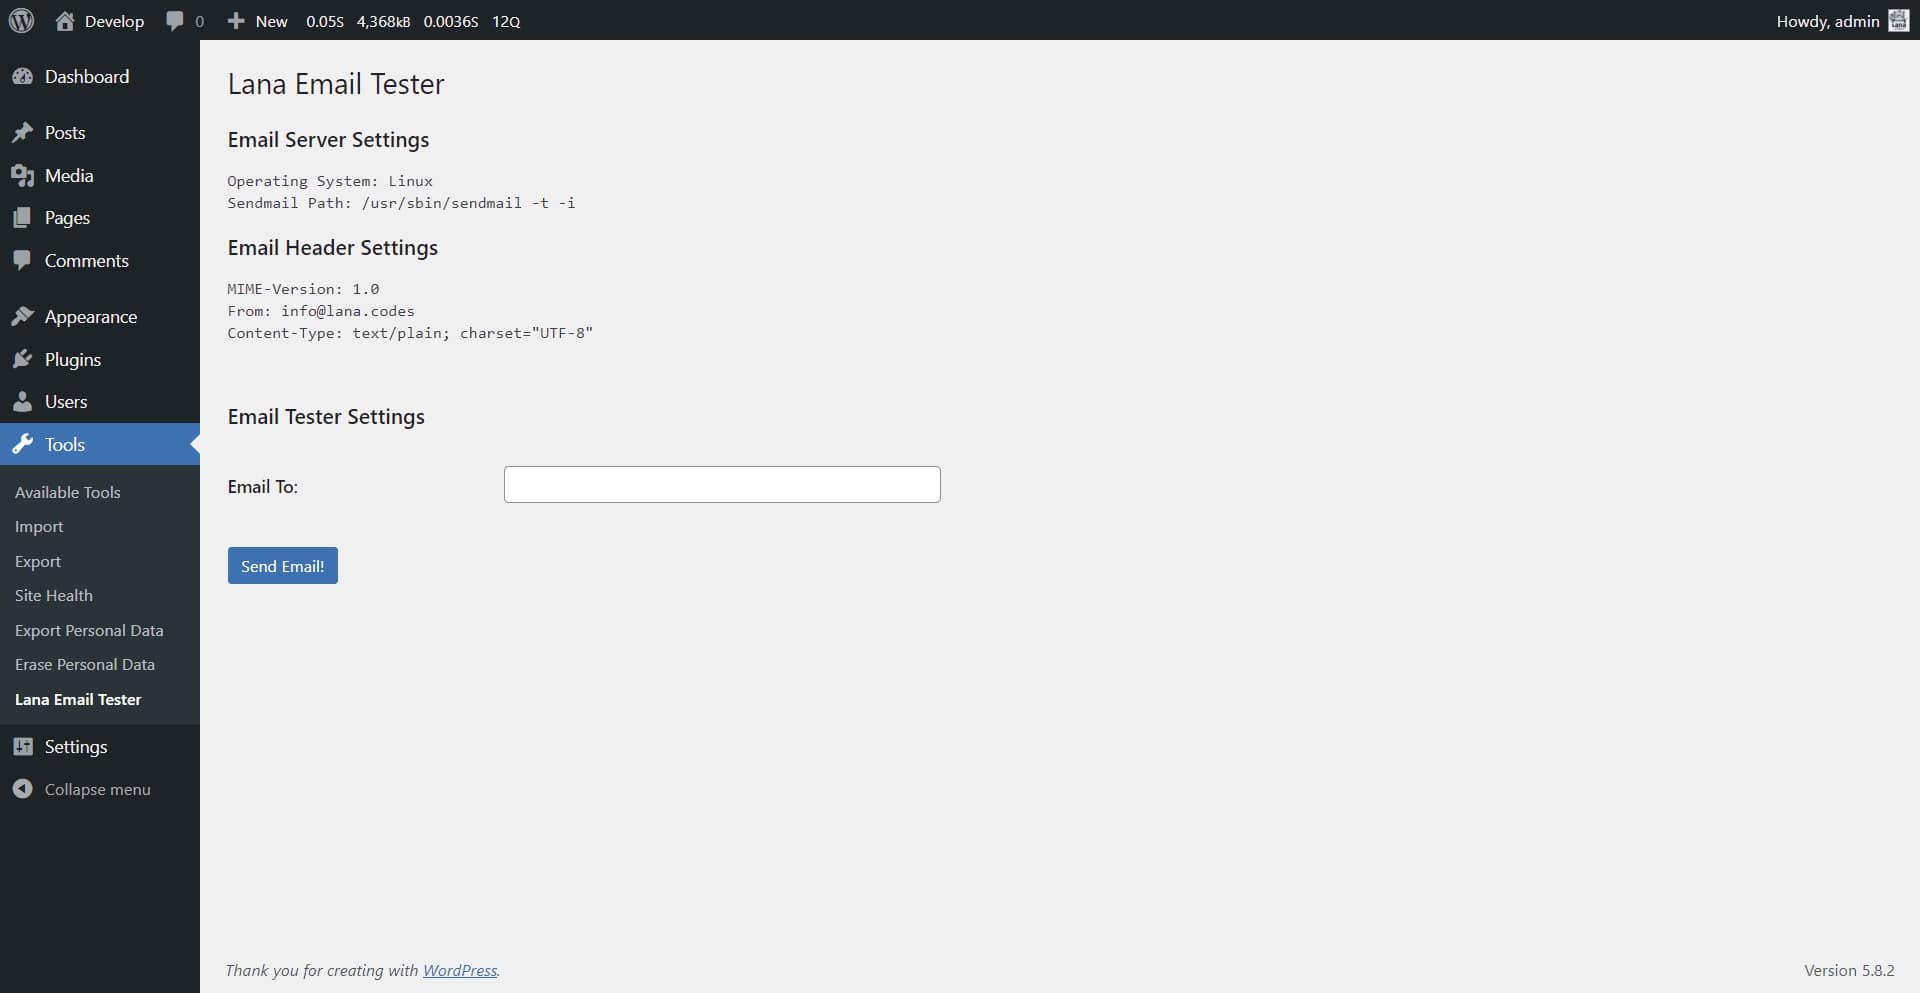 Develop 0 New 0.05S 4,368kB 0.0036S 12Q Howdy, admin
Dashboard
Posts
Media
Pages
Comments
Appearance
Plugins
Users
Tools
Available Tools
Import
Export
Site Health
Export Personal Data
Erase Personal Data
Lana Email Tester
Settings
Collapse menu
Lana Email Tester
Email Server Settings
Operating System: Linux
Sendmail Path: /usr/sbin/sendmail -t -i
Email Header Settings
MIME-Version: 1.0
From: info@lana.codes
Content-Type: text/plain; charset="UTF-8"
Email Tester Settings
Email To:
Send Email!
Thank you for creating with WordPress.
Version 5.8.2